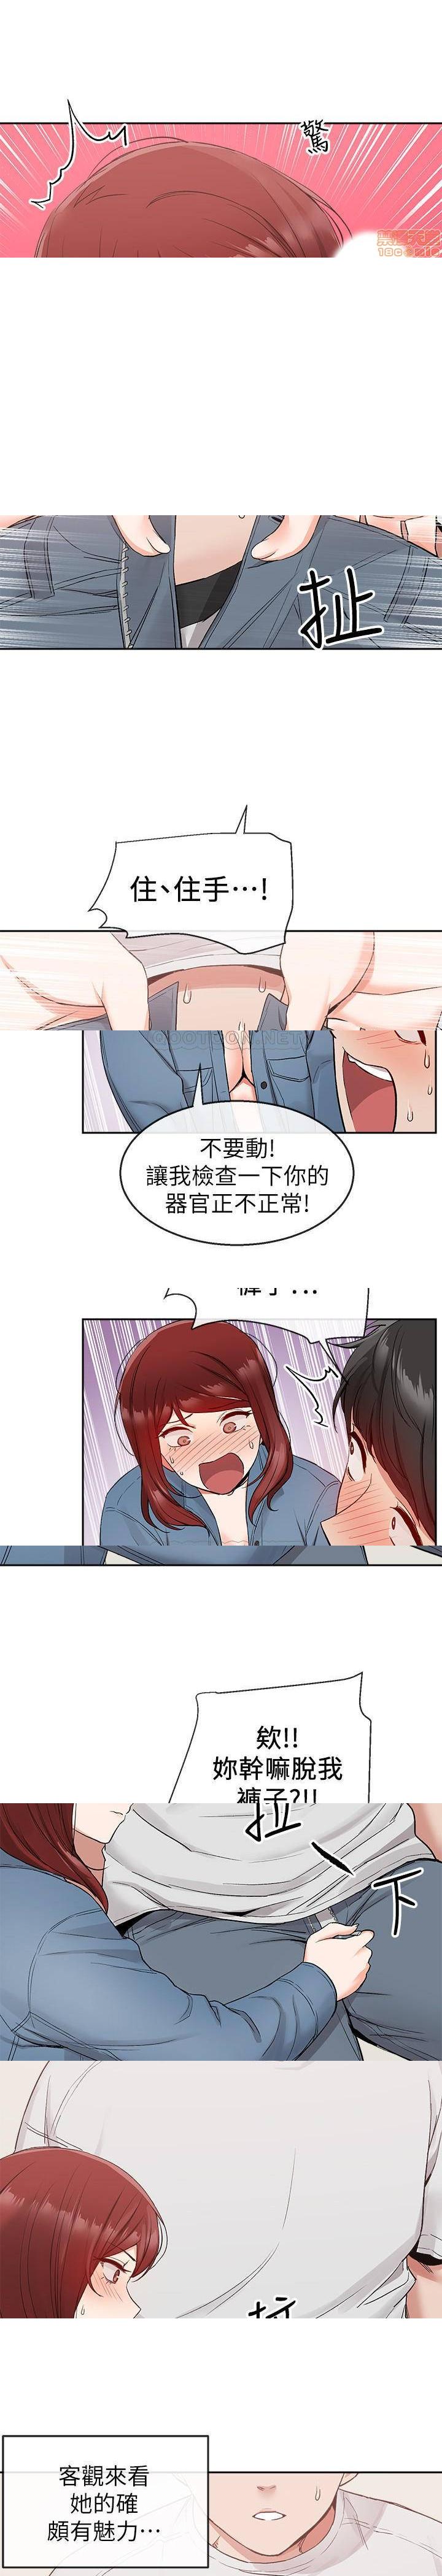 驚
扯
住、住手…!
不要動!
讓我檢查一下你的
器官正不正常!
欸!!
妳幹嘛脫我
褲子?!!
扯
下
客觀來看
她的確
頗有魅力…